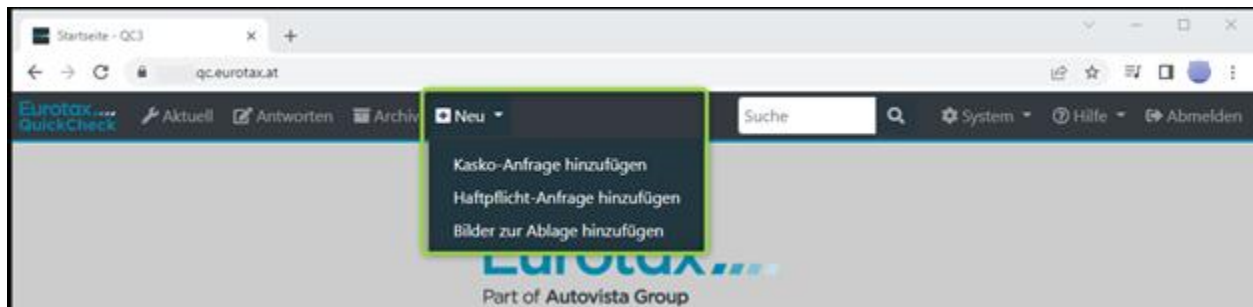 Startseite - QC3
qc.eurotax.at
Eurotax
QuickCheck
Aktuell
Antworten
Archiv
Neu
Suche
System
Hilfe
Abmelden
Kasko-Anfrage hinzufügen
Haftpflicht-Anfrage hinzufügen
Bilder zur Ablage hinzufügen
Eurotax
Part of Autovista Group